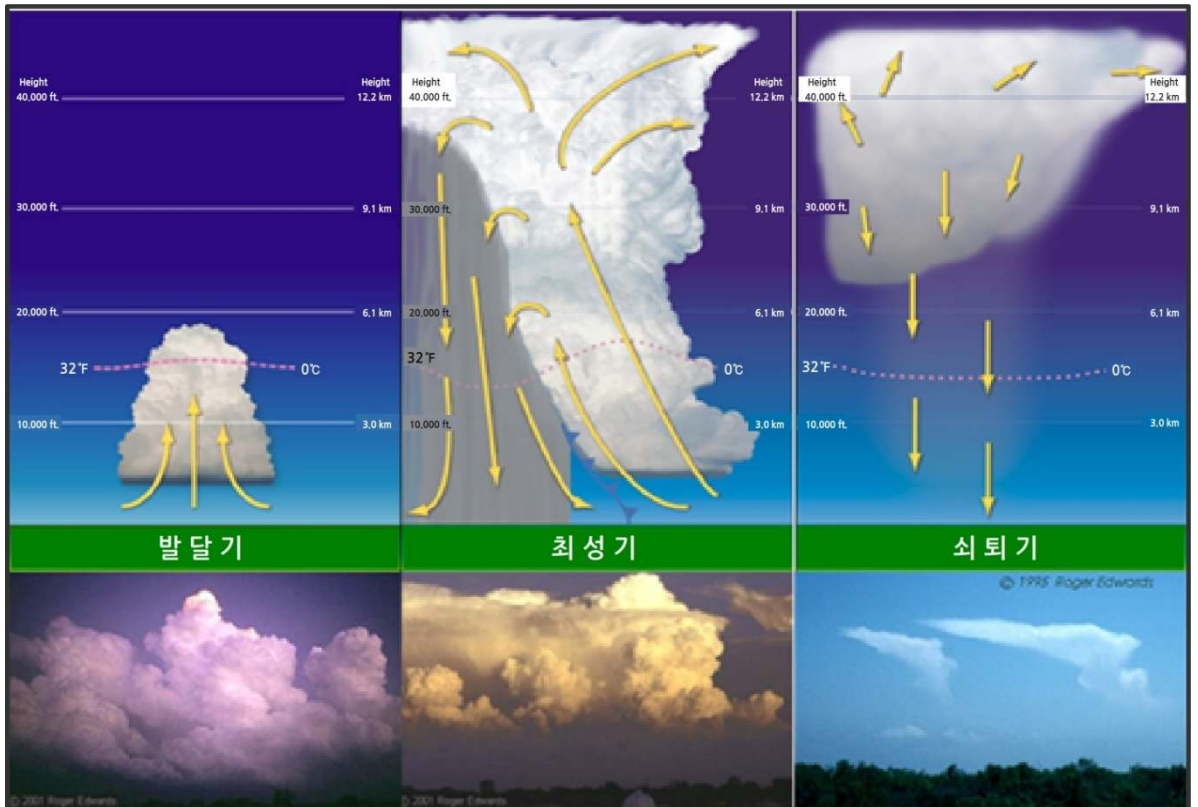 Height
Height
40,000 ft.
12.2 km
30,000 ft.
9,1 km
20,000 ft.
6,1 km
32°F
0℃
10,000 ft.
3,0 km
발달기
Height
Height
40,000 ft.
12.2 km
30,000 ft.
9,1 km
20,000 ft.
6,1 km
32°F
0℃
10,000 ft.
3,0 km
최성기
Height
Height
40,000 ft.
12.2 km
30,000 ft.
9,1 km
20,000 ft.
6,1 km
32°F
0℃
10,000 ft.
3,0 km
쇠퇴기
© 2001 Roger Edwards
© 2001 Roger Edwards
© 1995 Roger Edwards